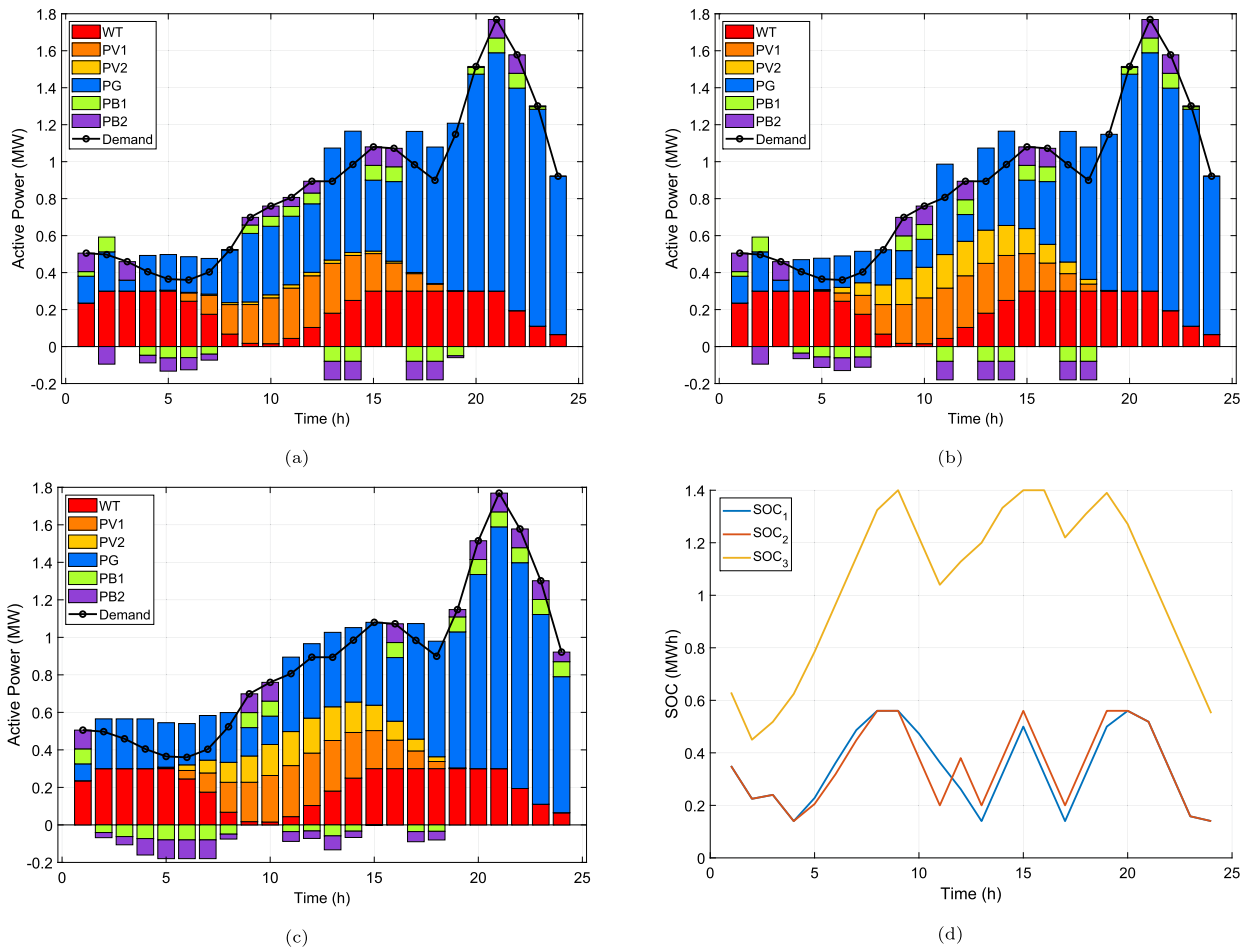 1.8
1.6
1.4
1.2
1
0.8
0.6
0.4
0.2
0
-0.2
Active Power (MW)
WT
PV1
PV2
PG
PB1
PB2
Demand
0
5
10
15
20
25
Time (h)
(a)
1.8
1.6
1.4
1.2
1
0.8
0.6
0.4
0.2
0
-0.2
Active Power (MW)
WT
PV1
PV2
PG
PB1
PB2
Demand
0
5
10
15
20
25
Time (h)
(b)
1.8
1.6
1.4
1.2
1
0.8
0.6
0.4
0.2
0
-0.2
Active Power (MW)
WT
PV1
PV2
PG
PB1
PB2
Demand
0
5
10
15
20
25
Time (h)
(c)
1.4
1.2
1
0.8
0.6
0.4
0.2
0
SOC (MWh)
SOC1
SOC2
SOC3
0
5
10
15
20
25
Time (h)
(d)